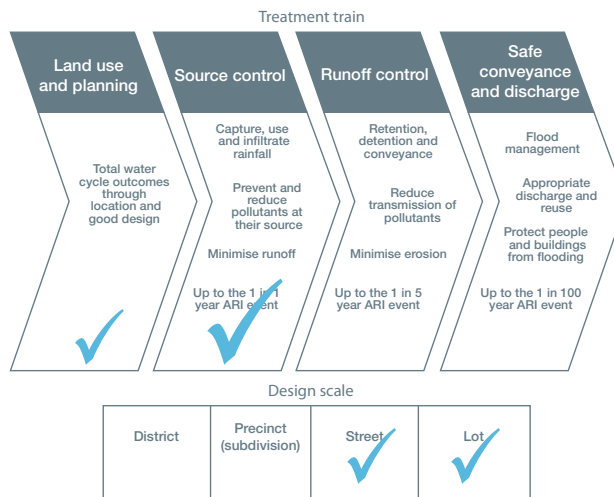 Treatment train
Land use
and planning
Total water
cycle outcomes
through
location and
good design
Source control
Capture, use
and infiltrate
rainfall
Prevent and
reduce
pollutants at
their source
Minimise runoff
Up to the 1 in 1
year ARI event
Runoff control
Retention,
detention and
conveyance
Reduce
transmission of
pollutants
Minimise erosion
Up to the 1 in 5
year ARI event
Safe
conveyance
and discharge
Flood
management
Appropriate
discharge and
reuse
Protect people
and buildings
from flooding
Up to the 1 in 100
year ARI event
Design scale
District
Precinct
(subdivision)
Street
Lot